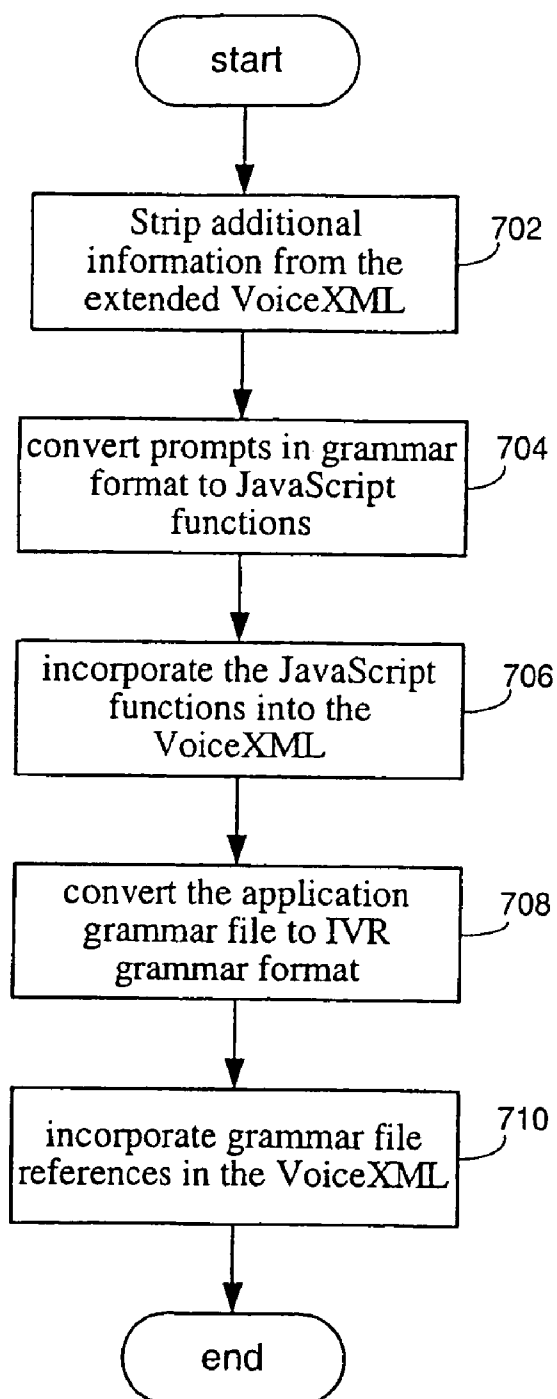 start
Strip additional
information from the
extended VoiceXML
702
convert prompts in grammar
format to JavaScript
functions
704
incorporate the JavaScript
functions into the
VoiceXML
706
convert the application
grammar file to IVR
grammar format
708
incorporate grammar file
references in the VoiceXML
710
end